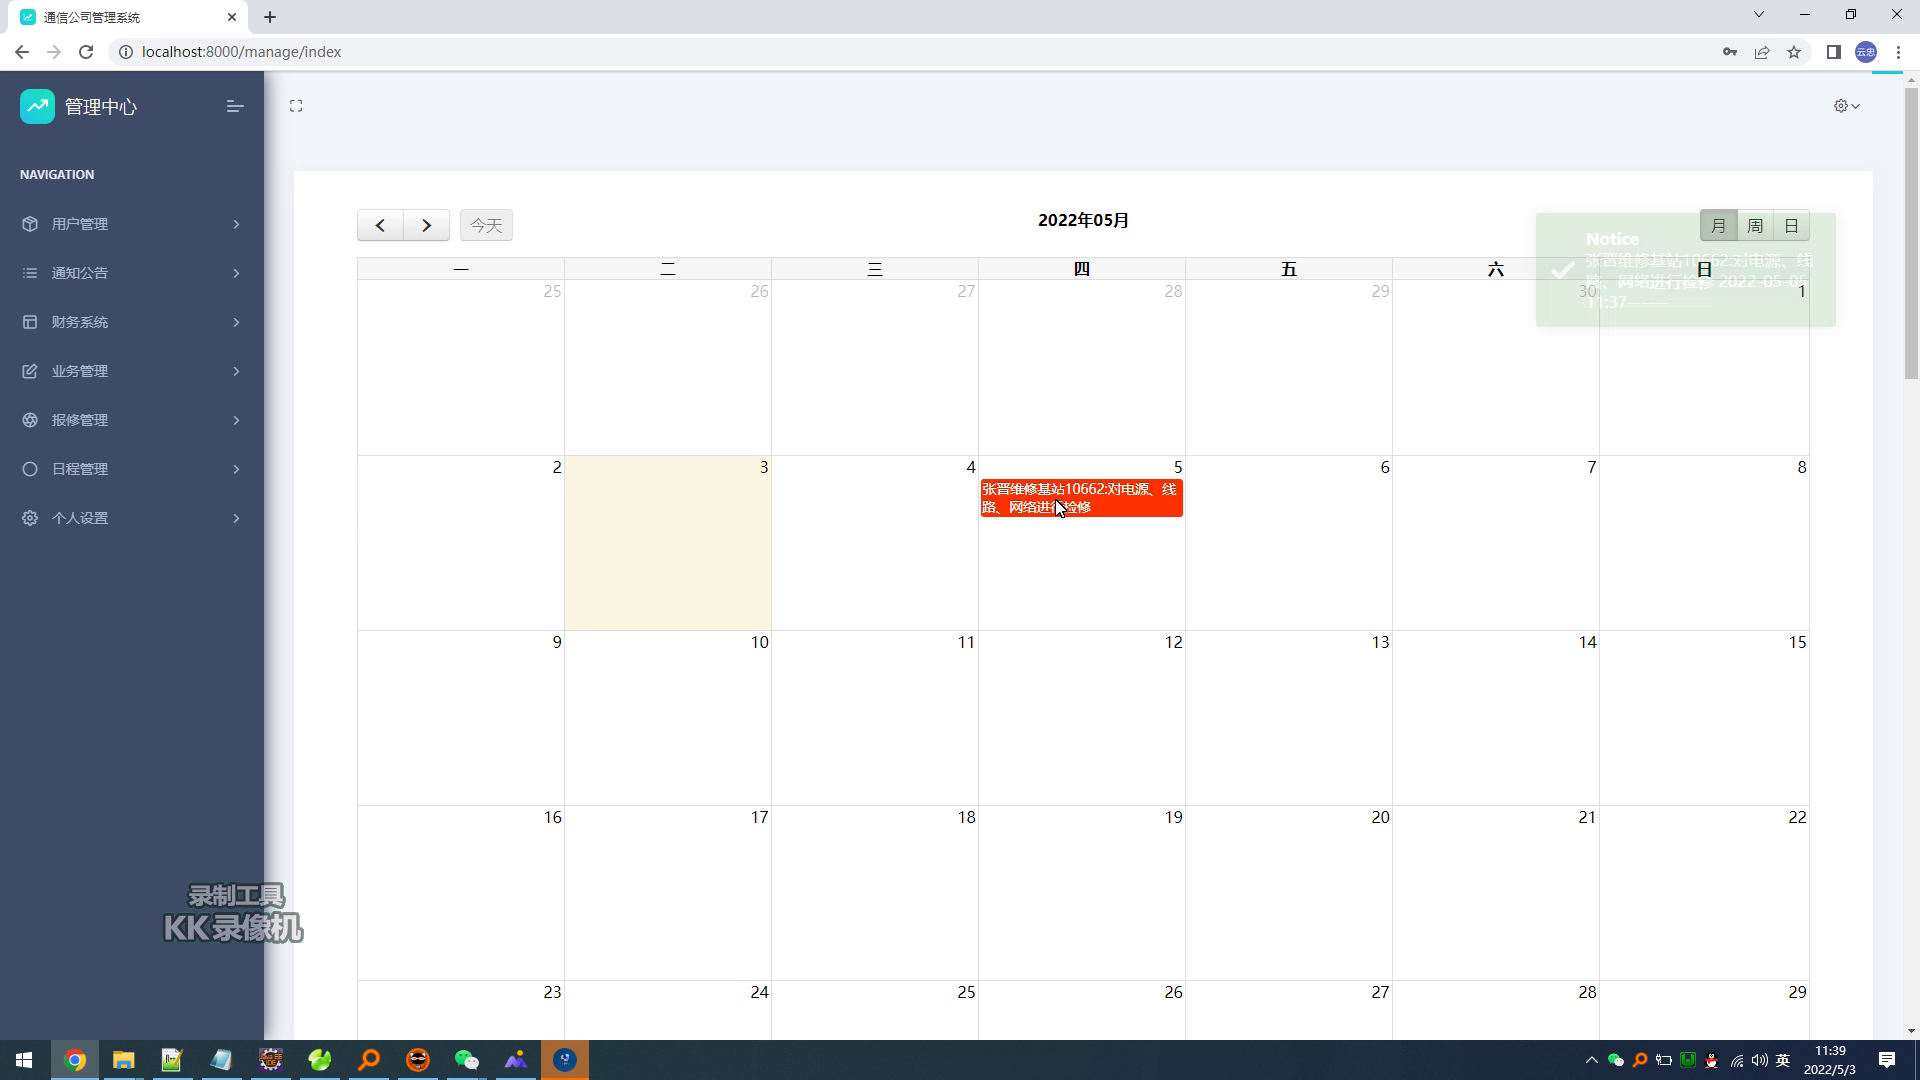 通信公司管理系统
localhost:8000/manage/index
云忠
管理中心
NAVIGATION
用户管理
通知公告
财务系统
业务管理
报修管理
日程管理
个人设置
今天
2022年05月
月 周 日
Notice
张晋维修基站10662:对电源、线
路、网络进行检修 2022-05-05
11:37------
一 二 三 四 五 六 日
25 26 27 28 29 30 1
2 3 4 5 6 7 8
张晋维修基站10662:对电源、线
路、网络进行检修
9 10 11 12 13 14 15
16 17 18 19 20 21 22
23 24 25 26 27 28 29
录制工具
KK录像机
英
11:39
2022/5/3